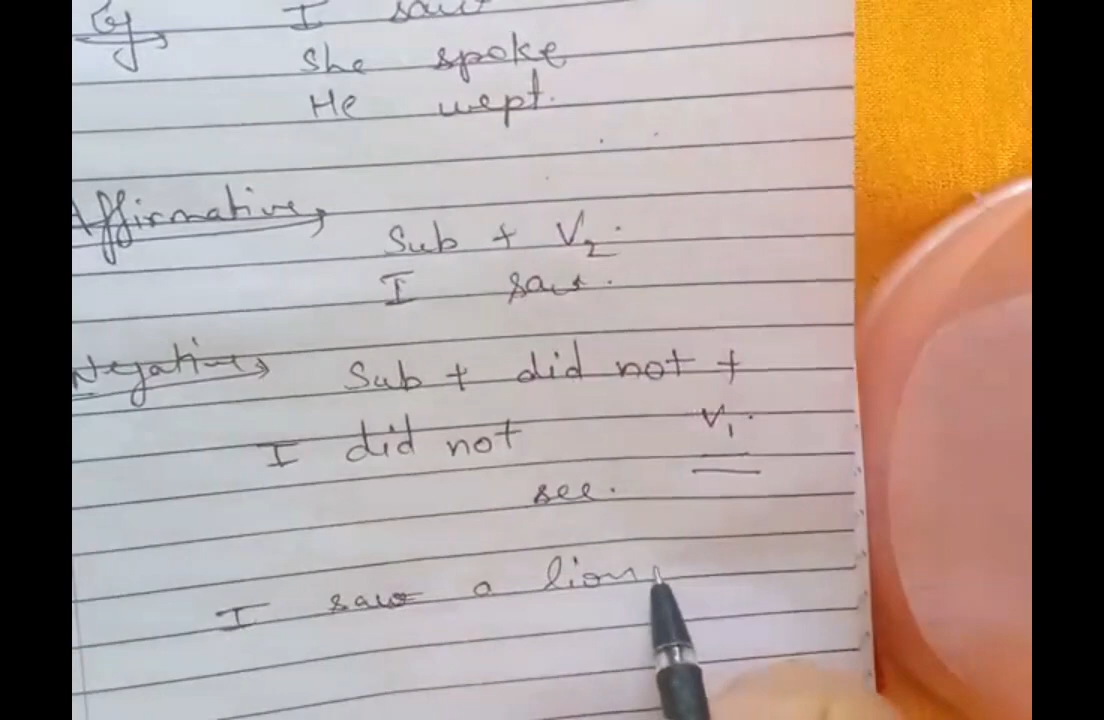 Eg, I saw
She spoke
He wept.
Affirmative,
Sub + V2.
I saw.
Negative, Sub + did not +
V1.
I did not
see.
I saw a lion